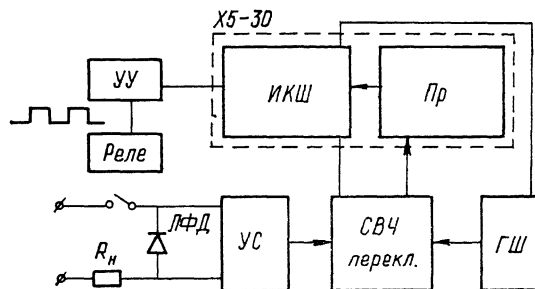 Х5-30
УУ
ИКШ
Пр
Реле
ЛФД
Rн
УС
СВЧ
перекл.
ГШ